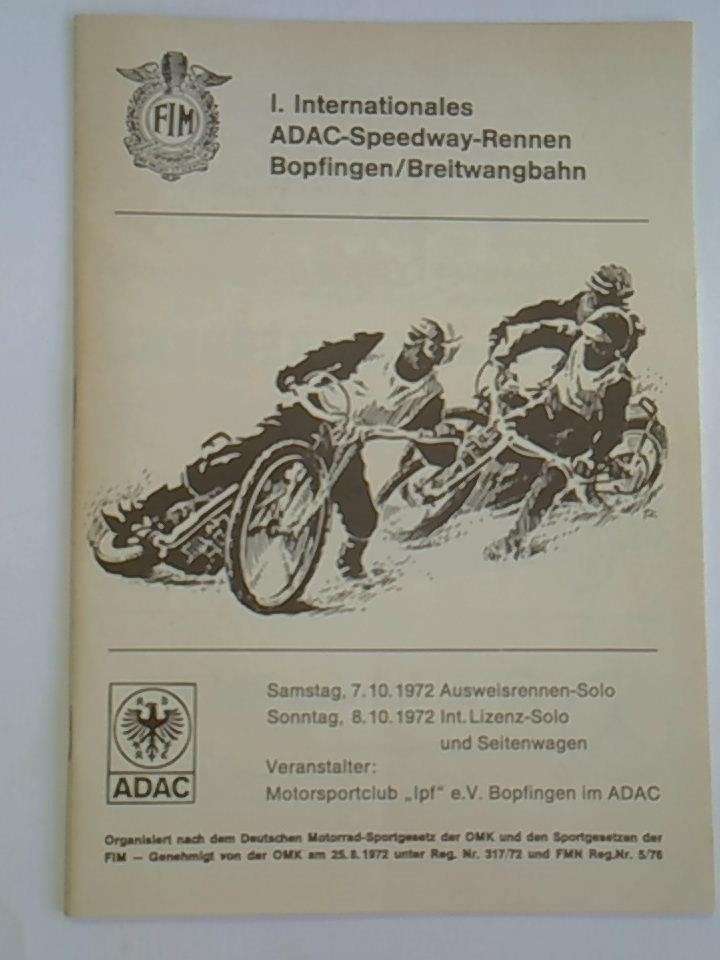 FIM
I. Internationales
ADAC-Speedway-Rennen
Bopfingen/Breitwangbahn
Samstag, 7.10.1972 Ausweisrennen-Solo
Sonntag, 8.10.1972 Int. Lizenz-Solo
und Seitenwagen
Veranstalter:
Motorsportclub „Ipf" e.V. Bopfingen im ADAC
ADAC
Organisiert nach dem Deutschen Motorrad-Sportgesetz der OMK und den Sportgesetzen der
FIM — Genehmigt von der OMK am 25.8.1972 unter Reg. Nr. 317/72 und FMN Reg.Nr. 5/76